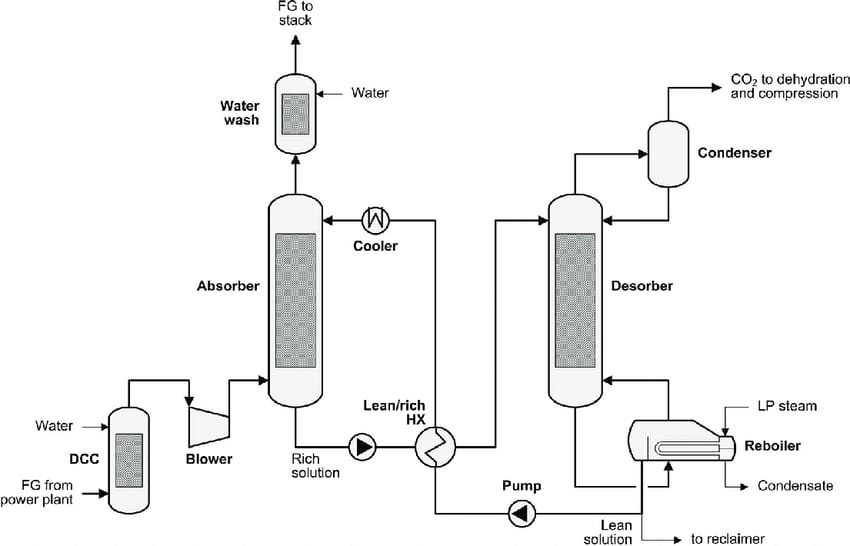 FG to
stack
Water
wash
Water
CO₂ to dehydration
and compression
Condenser
Cooler
Absorber
Desorber
Lean/rich
HX
LP steam
Water
DCC
Blower
Rich
solution
Reboiler
FG from
power plant
Pump
Condensate
Lean
solution
to reclaimer